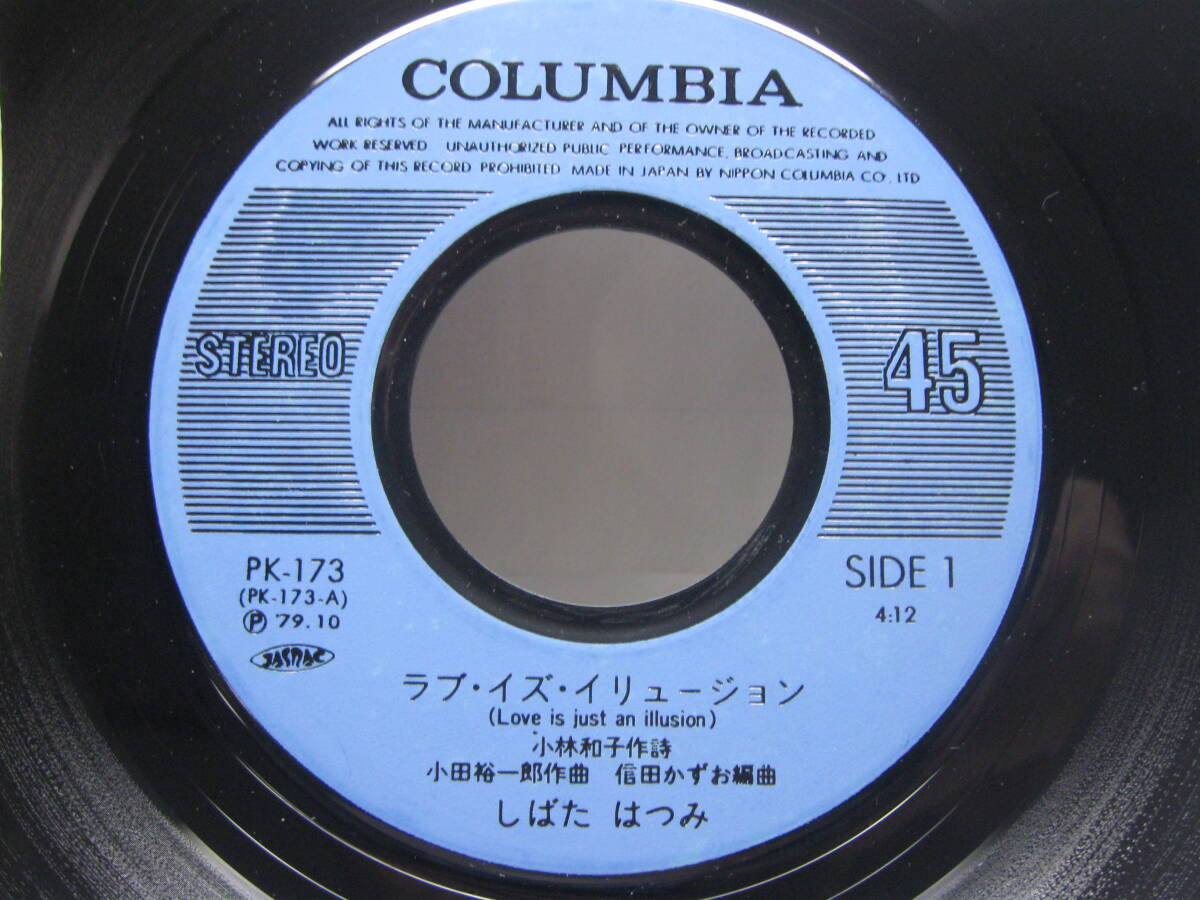 COLUMBIA
ALL RIGHTS OF THE MANUFACTURER AND OF THE OWNER OF THE RECORDED
WORK RESERVED UNAUTHORIZED PUBLIC PERFORMANCE, BROADCASTING AND
COPYING OF THIS RECORD PROHIBITED MADE IN JAPAN BY NIPPON COLUMBIA CO., LTD
STEREO
45
PK-173
(PK-173-A)
Ⓟ '79.10
JASRAC
SIDE 1
4:12
ラブ・イズ・イリュージョン
(Love is just an illusion)
小林和子作詩
小田裕一郎作曲 信田かずお編曲
しばた はつみ